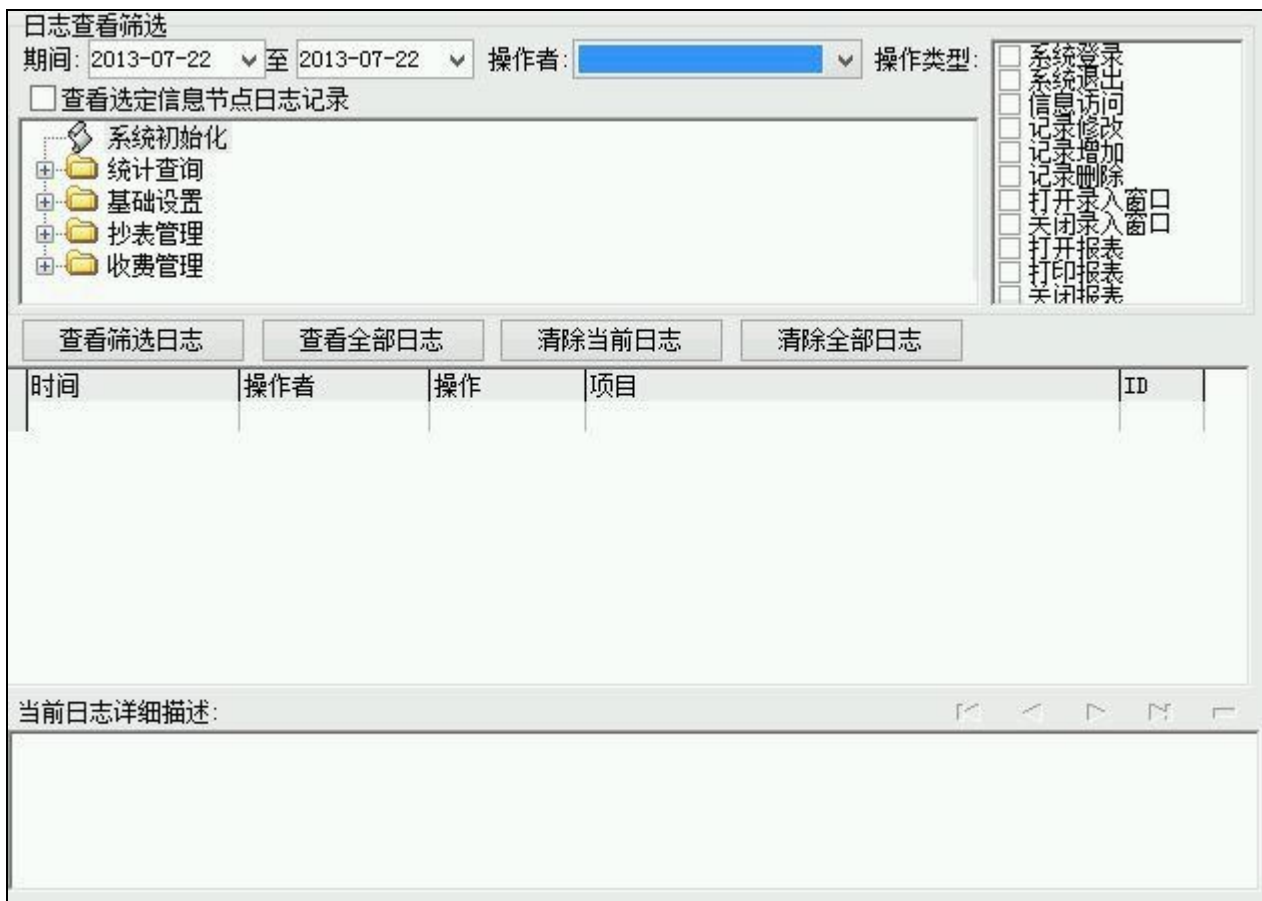 日志查看筛选
期间: 2013-07-22 至 2013-07-22 操作者: 操作类型:
系统登录
系统退出
信息访问
记录修改
记录增加
记录删除
打开录入窗口
关闭录入窗口
打开报表
打印报表
关闭报表
查看选定信息节点日志记录
系统初始化
统计查询
基础设置
抄表管理
收费管理
查看筛选日志 查看全部日志 清除当前日志 清除全部日志
时间 操作者 操作 项目 ID
当前日志详细描述: